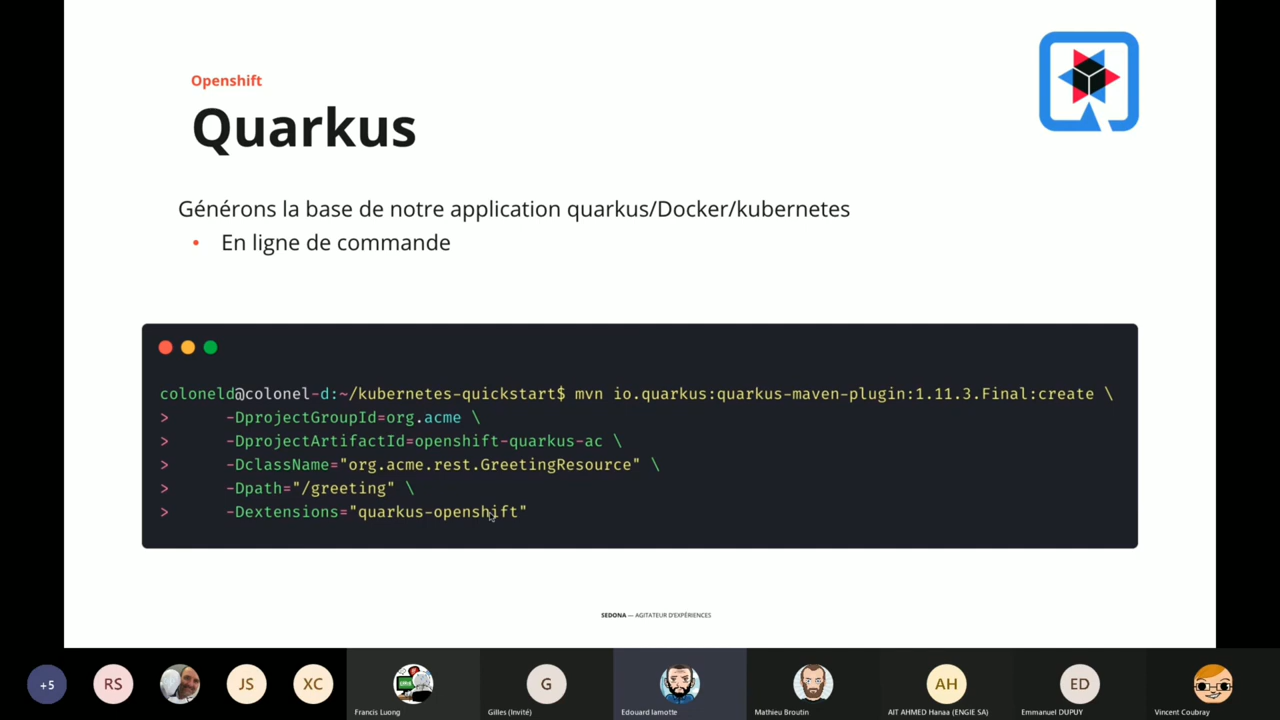 Openshift
Quarkus
Générons la base de notre application quarkus/Docker/kubernetes
• En ligne de commande
coloneld@colonel-d:~/kubernetes-quickstart$ mvn io.quarkus:quarkus-maven-plugin:1.11.3.Final:create \
> -DprojectGroupId=org.acme \
> -DprojectArtifactId=openshift-quarkus-ac \
> -DclassName="org.acme.rest.GreetingResource" \
> -Dpath="/greeting" \
> -Dextensions="quarkus-openshift"
SEDONA — AGITATEUR D'EXPÉRIENCES
+5 RS JS XC G AH ED
Francis Luong Gilles (Invité) Edouard lamotte Mathieu Broutin AIT AHMED Hanaa (ENGIE SA) Emmanuel DUPUY Vincent Coubray